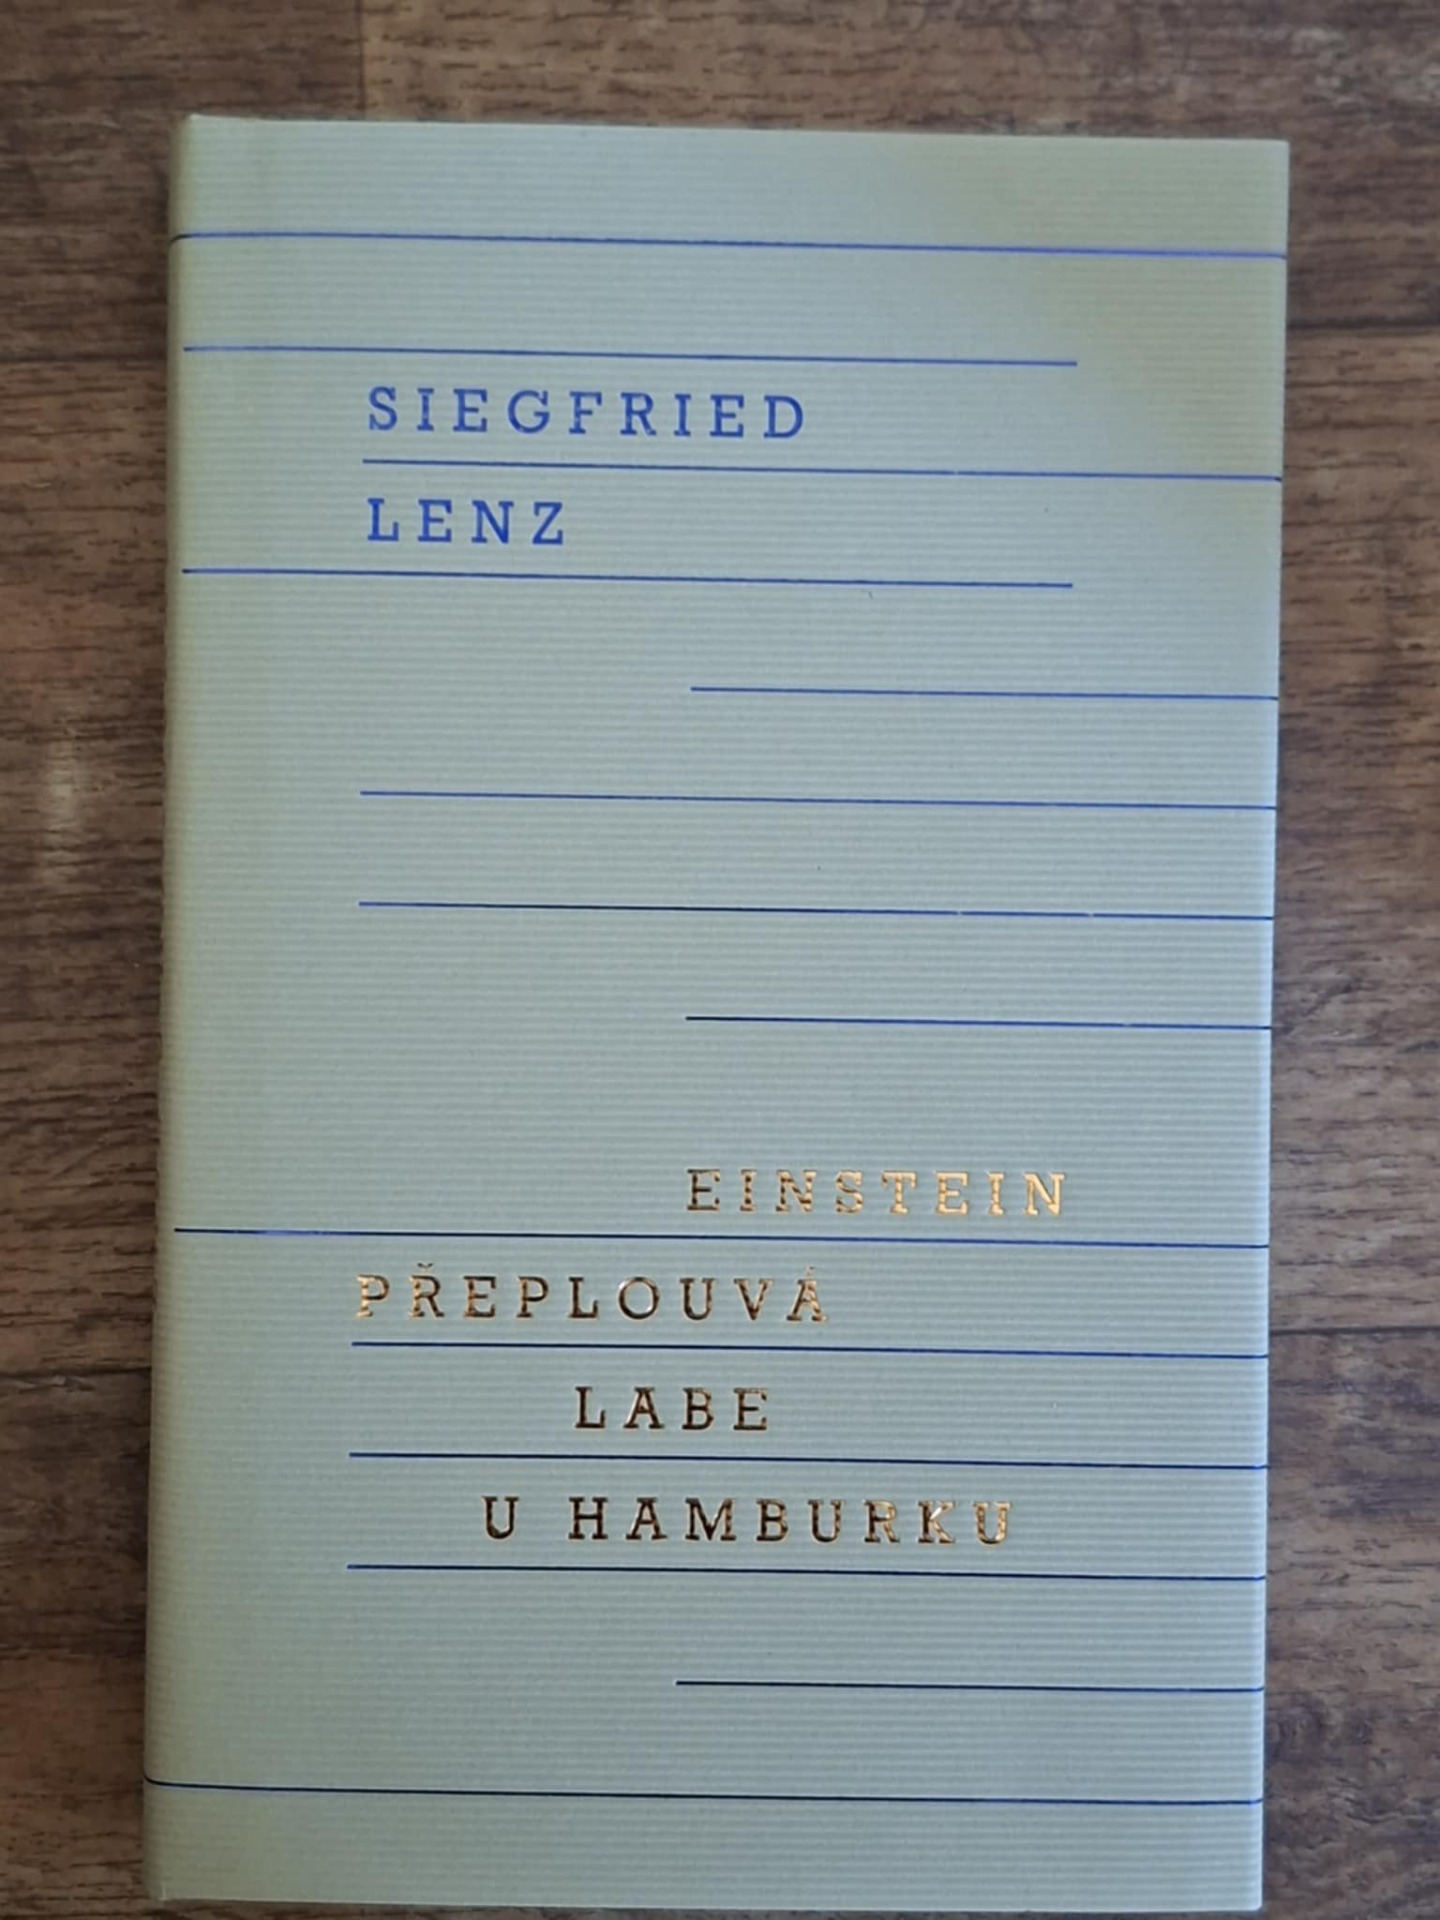 SIEGFRIED
LENZ
EINSTEIN
PŘEPLOUVÁ
LABE
U HAMBURKU